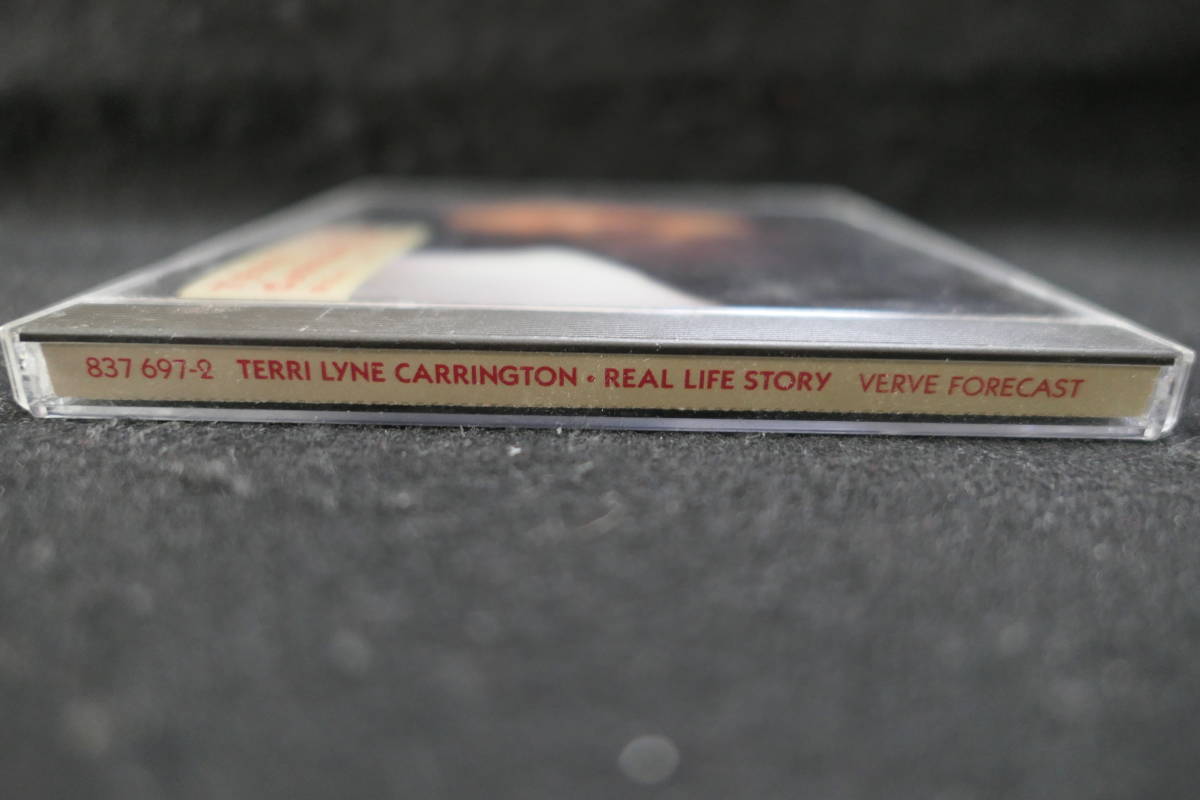 837 697-2 TERRI LYNE CARRINGTON · REAL LIFE STORY VERVE FORECAST